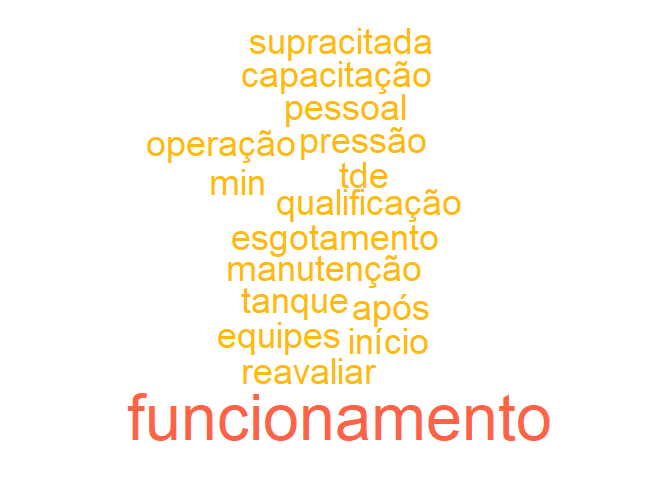 supracitada
capacitação
pessoal
operação pressão
min tde
qualificação
esgotamento
manutenção
tanque após
equipes início
reavaliar
funcionamento